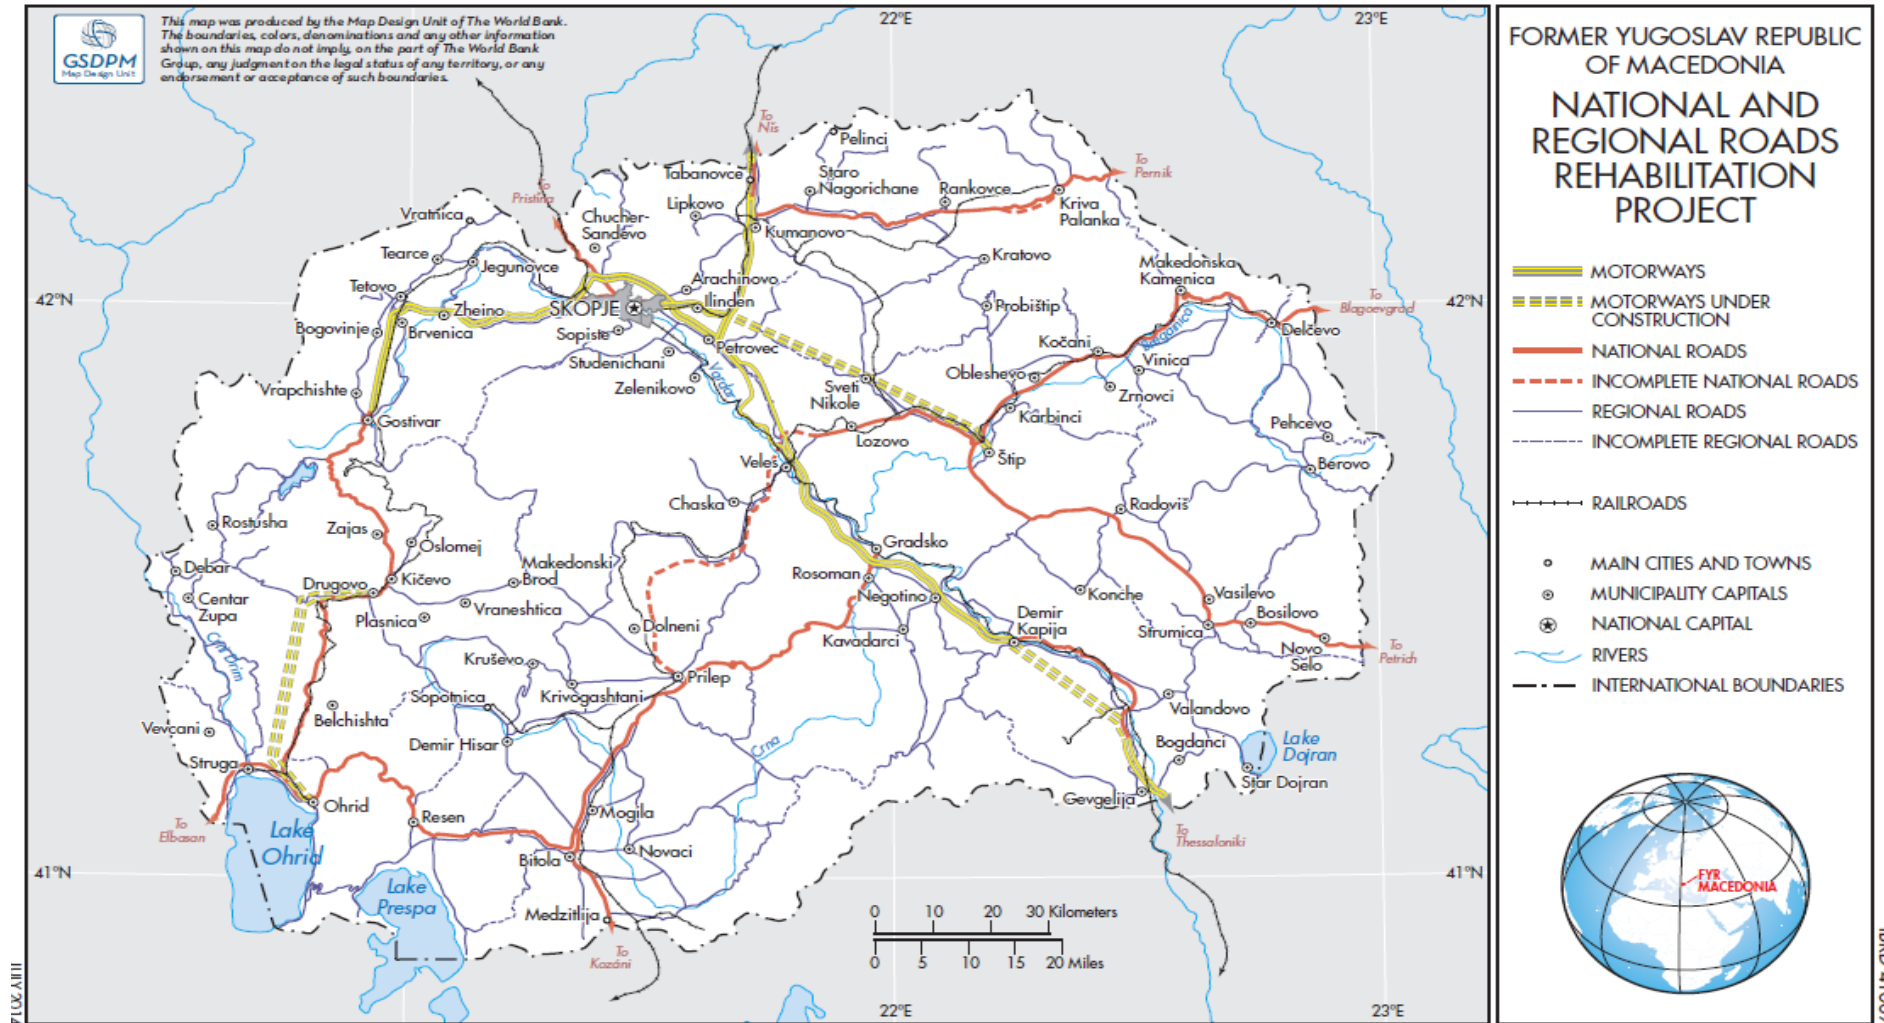 GSDPM
Map Design Unit
This map was produced by the Map Design Unit of The World Bank.
The boundaries, colors, denominations and any other information
shown on this map do not imply, on the part of The World Bank
Group, any judgment on the legal status of any territory, or any
endorsement or acceptance of such boundaries.
22°E
23°E
To
Niš
Pelinci
To
Pristina
Tabanovce
Staro
Nagorichane
Rankovce
To
Pernik
Kriva
Palanka
Vratnica
Chucher-
Sandevo
Lipkovo
Kumanovo
Tearce
Jegunovce
Kratovo
Makedonska
Kamenica
Arachinovo
Tetovo
Ilinden
42°N
SKOPJE
Zheino
Probištip
To
Blagoevgrad
42°N
Bogovinje
Brvenica
Sopiste
Petrovec
Delčevo
Kočani
Studenichani
Vinica
Zelenikovo
Vardar
Obleshevo
Vrapchishte
Sveti
Nikole
Zrnovci
Karbinci
Gostivar
Pehcevo
Lozovo
Veles
Štip
Berovo
Chaska
Radoviš
Rostusha
Zajas
Oslomej
Gradsko
Debar
Makedonski
Brod
Drugovo
Kičevo
Rosoman
Centar
Zupa
Negotino
Konche
Vasilevo
Vraneshtica
Plasnica
Demir
Kapija
Bosilovo
Dolneni
Strumica
Crni Drim
Kavadarci
Novo
Selo
To
Petrich
Kruševo
Prilep
Sopotnica
Krivogashtani
Belchishta
Valandovo
Vevcani
Demir Hisar
Crna
Bogdanci
Lake
Dojran
Struga
Star Dojran
Gevgelija
Ohrid
To
Elbasan
Lake
Ohrid
Resen
Mogila
To
Thessaloniki
Bitola
Novaci
41°N
41°N
Lake
Prespa
Medzitlija
To
Kozáni
0 10 20 30 Kilometers
0 5 10 15 20 Miles
22°E
23°E
FORMER YUGOSLAV REPUBLIC
OF MACEDONIA
NATIONAL AND
REGIONAL ROADS
REHABILITATION
PROJECT
MOTORWAYS
MOTORWAYS UNDER
CONSTRUCTION
NATIONAL ROADS
INCOMPLETE NATIONAL ROADS
REGIONAL ROADS
INCOMPLETE REGIONAL ROADS
RAILROADS
MAIN CITIES AND TOWNS
MUNICIPALITY CAPITALS
NATIONAL CAPITAL
RIVERS
INTERNATIONAL BOUNDARIES
FYR
MACEDONIA